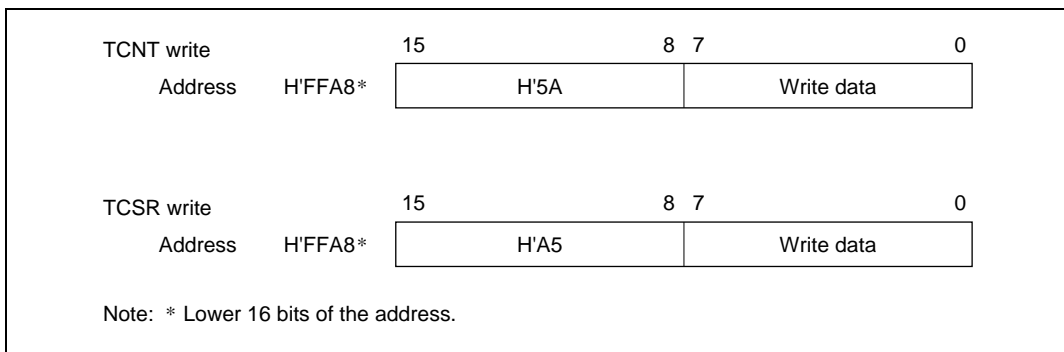 TCNT write 15 8 7 0
Address H'FFA8* H'5A Write data
TCSR write 15 8 7 0
Address H'FFA8* H'A5 Write data
Note: * Lower 16 bits of the address.